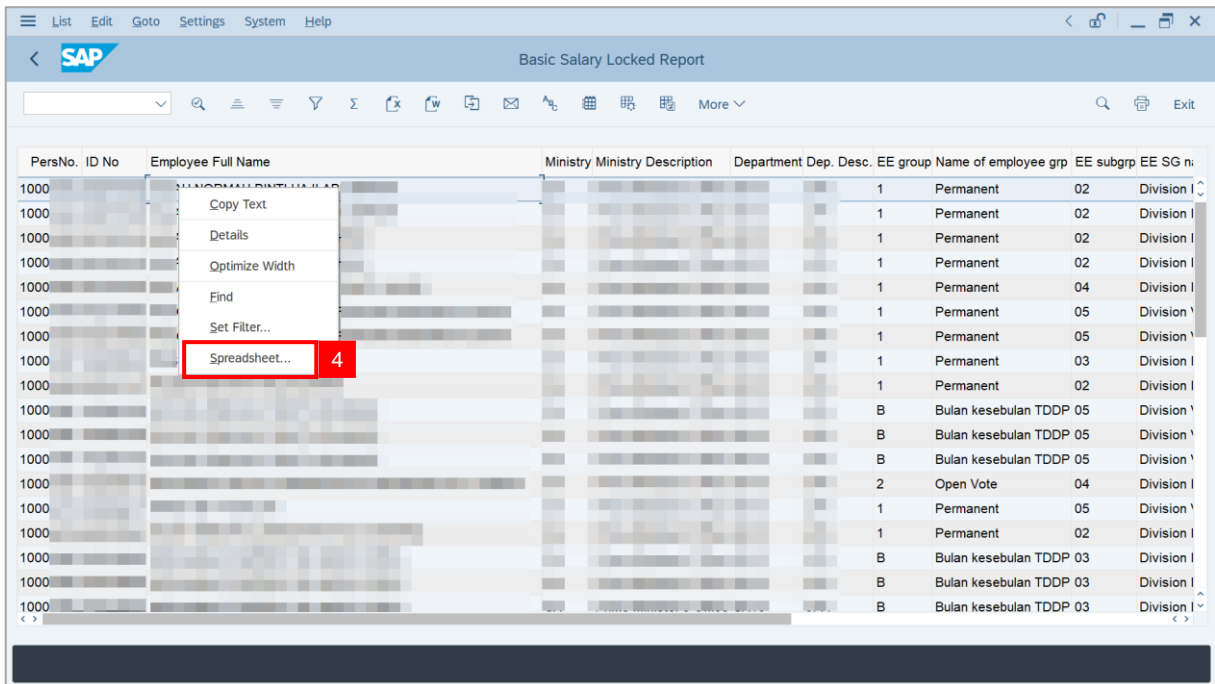 List Edit Goto Settings System Help
SAP
Basic Salary Locked Report
More
Exit
PersNo. ID No Employee Full Name Ministry Ministry Description Department Dep. Desc. EE group Name of employee grp EE subgrp EE SG
1000 1 Permanent 02 Division
1000 1 Permanent 02 Division
1000 1 Permanent 02 Division
1000 1 Permanent 02 Division
1000 1 Permanent 04 Division
1000 1 Permanent 05 Division
1000 1 Permanent 05 Division
1000 1 Permanent 03 Division
1000 1 Permanent 02 Division
1000 B Bulan kesebulan TDDP 05 Division
1000 B Bulan kesebulan TDDP 05 Division
1000 B Bulan kesebulan TDDP 05 Division
1000 2 Open Vote 04 Division
1000 1 Permanent 05 Division
1000 1 Permanent 02 Division
1000 B Bulan kesebulan TDDP 03 Division
1000 B Bulan kesebulan TDDP 03 Division
1000 B Bulan kesebulan TDDP 03 Division
Copy Text
Details
Optimize Width
Find
Set Filter...
Spreadsheet... 4